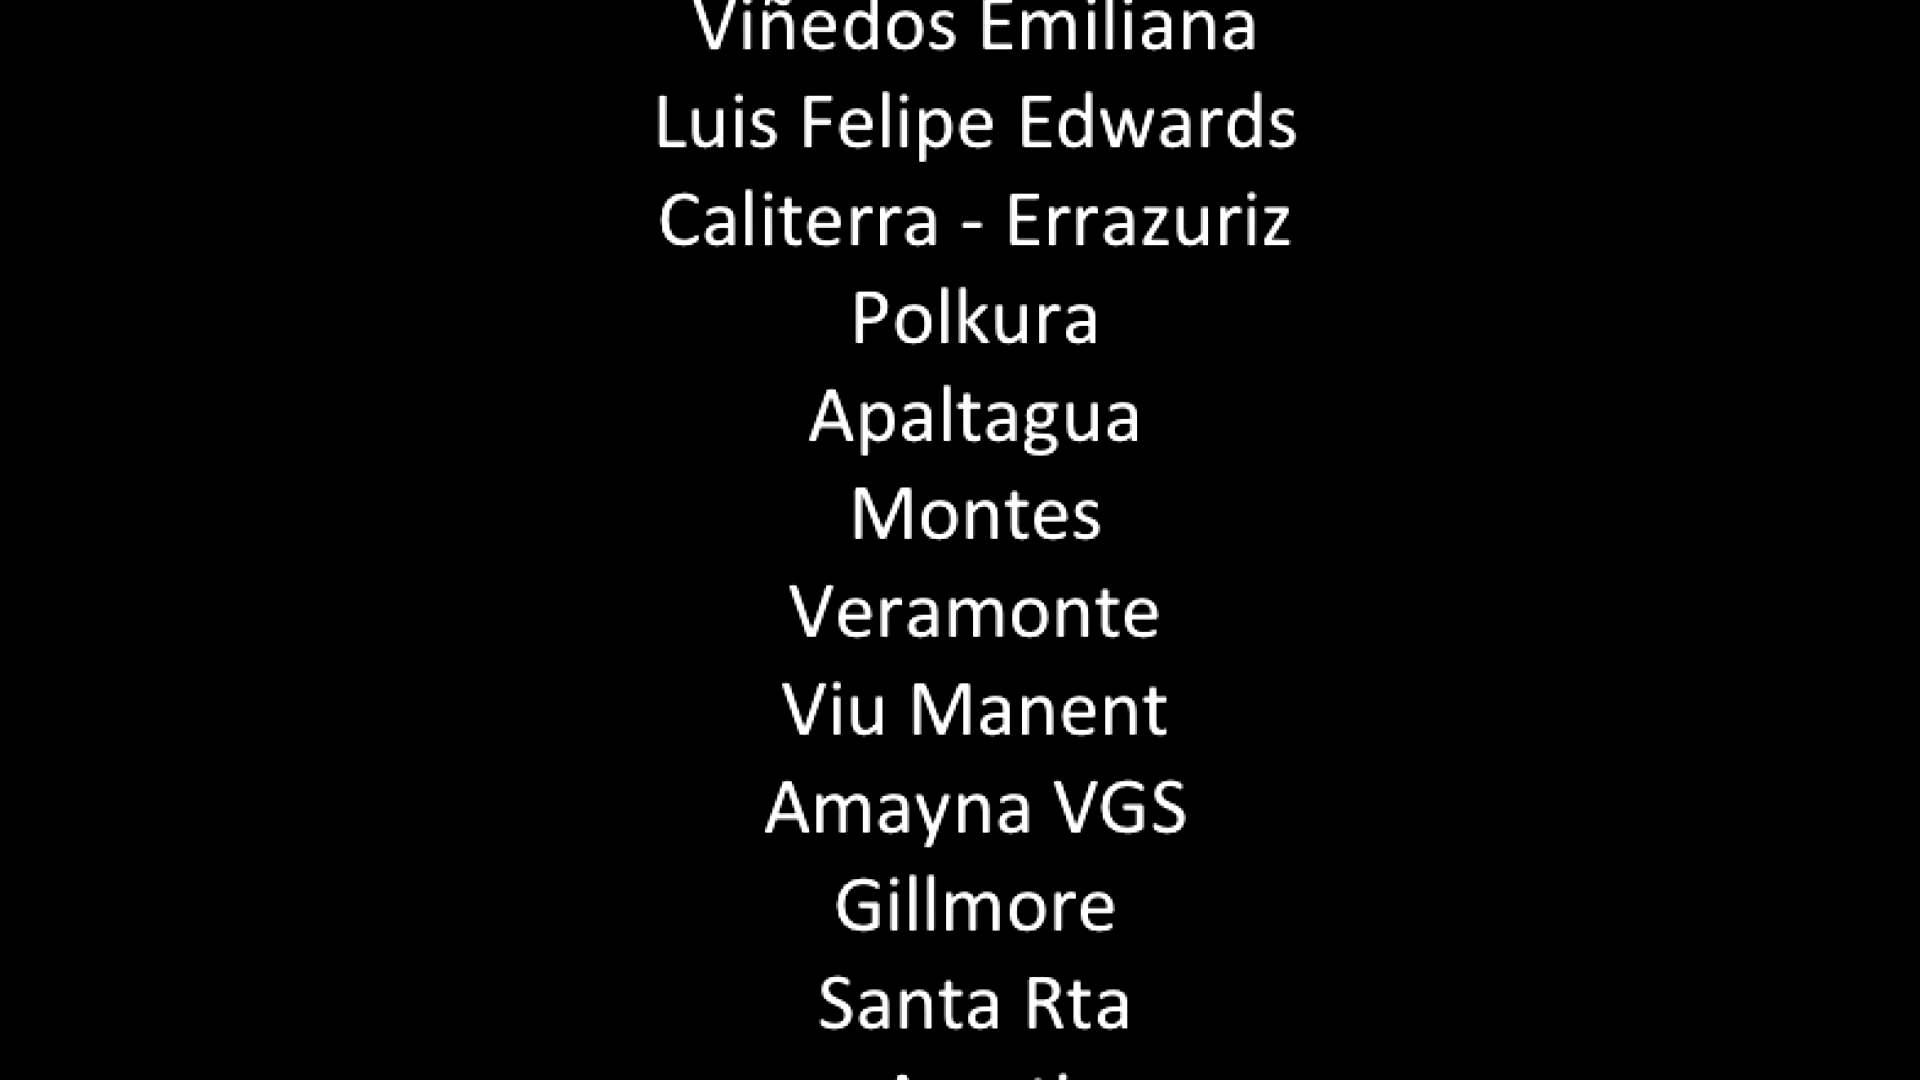 Viñedos Emiliana
Luis Felipe Edwards
Caliterra - Errazuriz
Polkura
Apaltagua
Montes
Veramonte
Viu Manent
Amayna VGS
Gillmore
Santa Rta